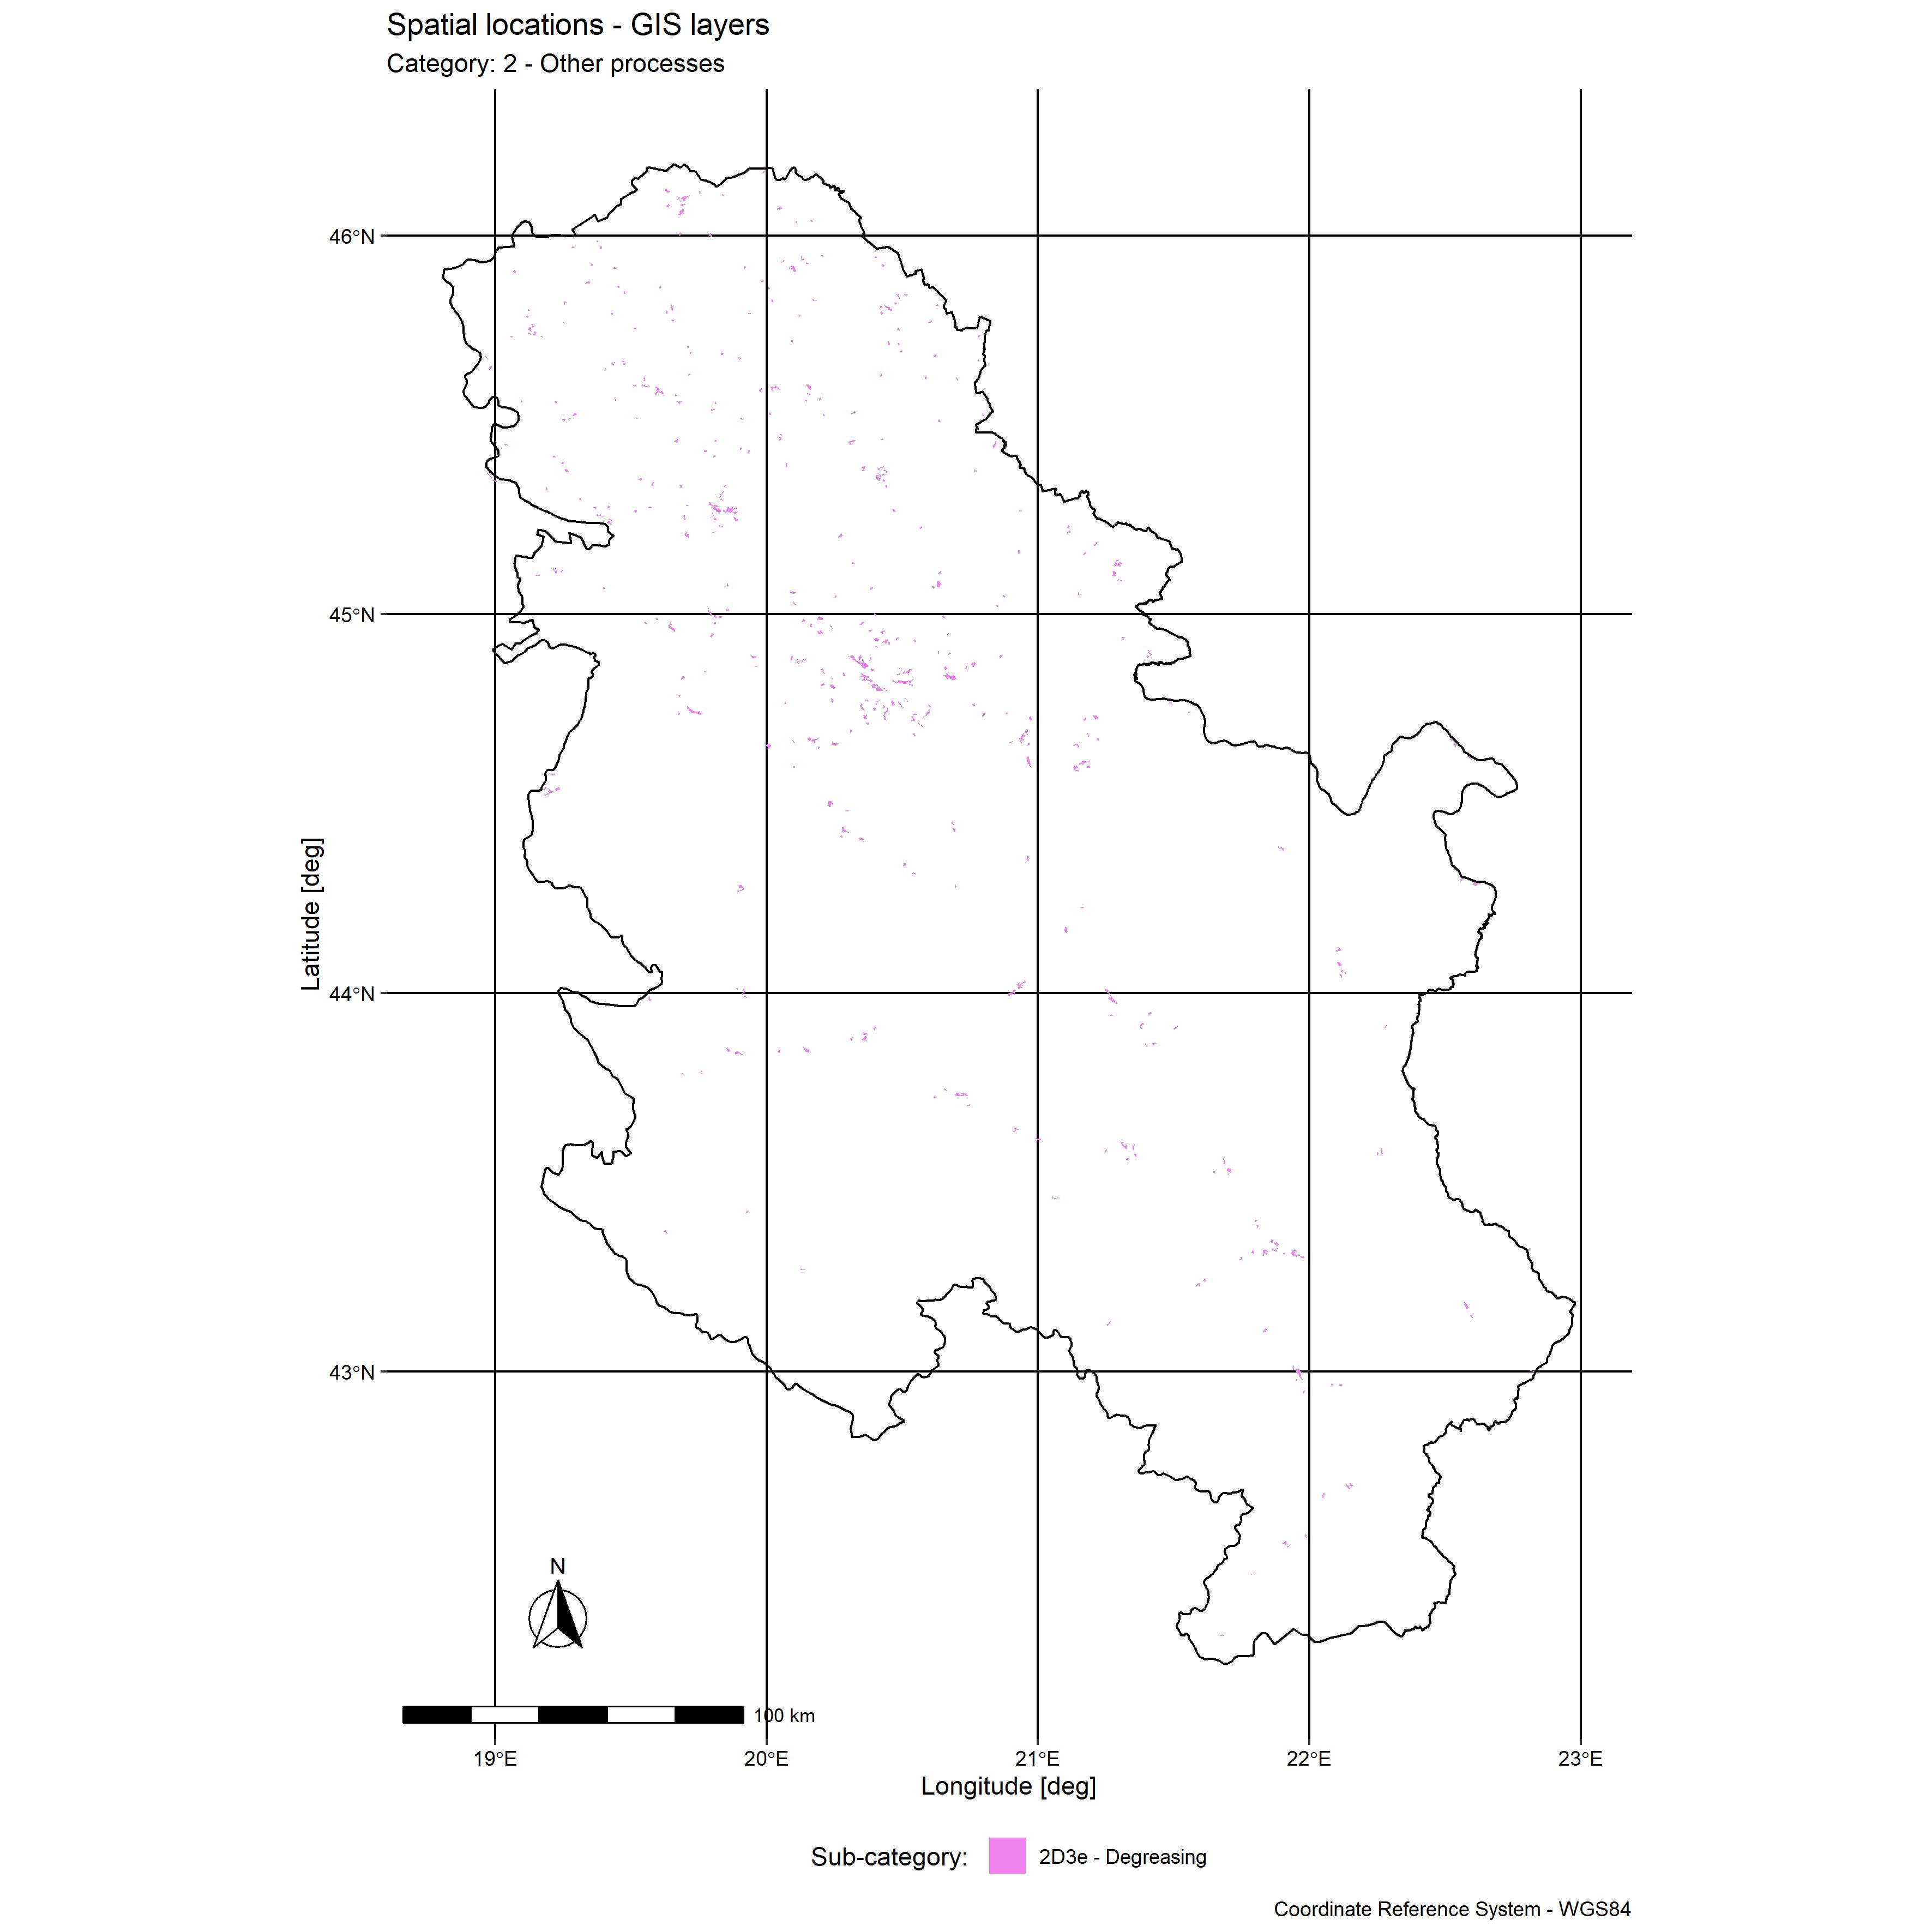 Spatial locations - GIS layers
Category: 2 - Other processes
46°N
45°N
44°N
43°N
Latitude [deg]
N
100 km
19°E 20°E 21°E 22°E 23°E
Longitude [deg]
Sub-category: 2D3e - Degreasing
Coordinate Reference System - WGS84